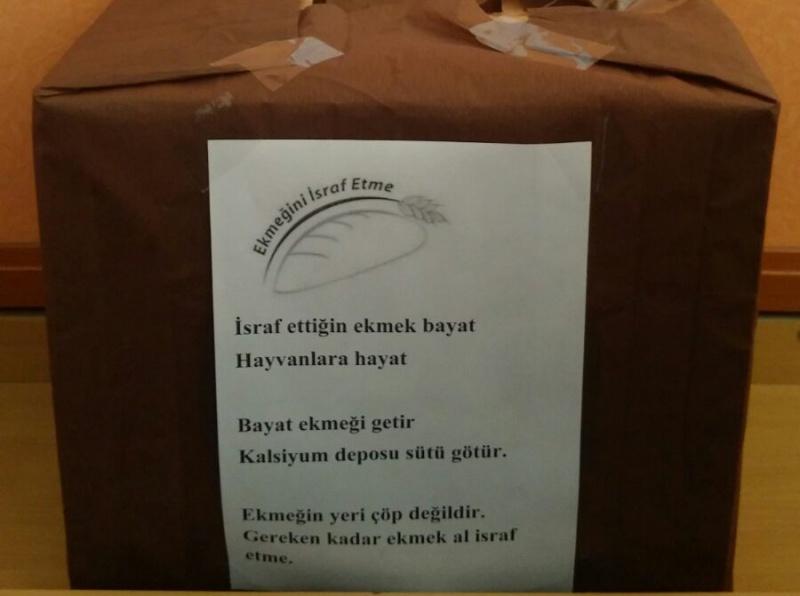 Ekmeğini İsraf Etme
İsraf ettiğin ekmek bayat
Hayvanlara hayat
Bayat ekmeği getir
Kalsiyum deposu sütü götür.
Ekmeğin yeri çöp değildir.
Gereken kadar ekmek al israf
etme.